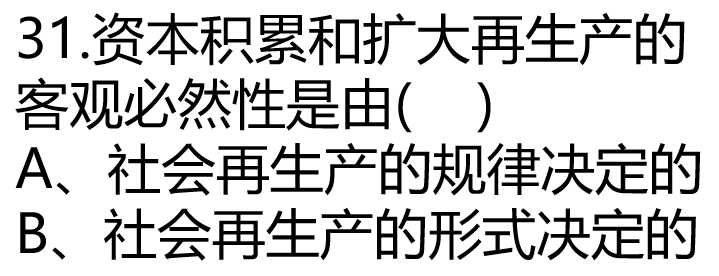 31.资本积累和扩大再生产的
客观必然性是由(    )
A、社会再生产的规律决定的
B、社会再生产的形式决定的